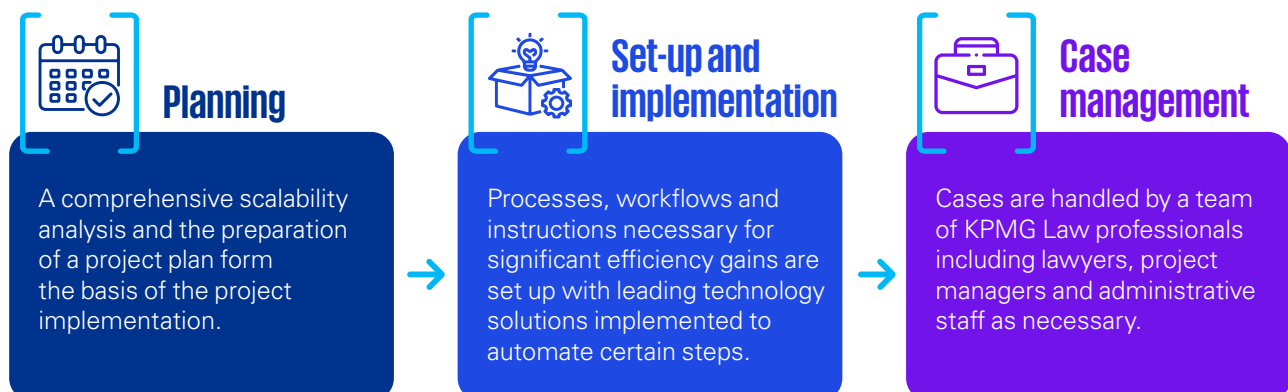 Planning
A comprehensive scalability
analysis and the preparation
of a project plan form
the basis of the project
implementation.
Set-up and
implementation
Processes, workflows and
instructions necessary for
significant efficiency gains are
set up with leading technology
solutions implemented to
automate certain steps.
Case
management
Cases are handled by a team
of KPMG Law professionals
including lawyers, project
managers and administrative
staff as necessary.